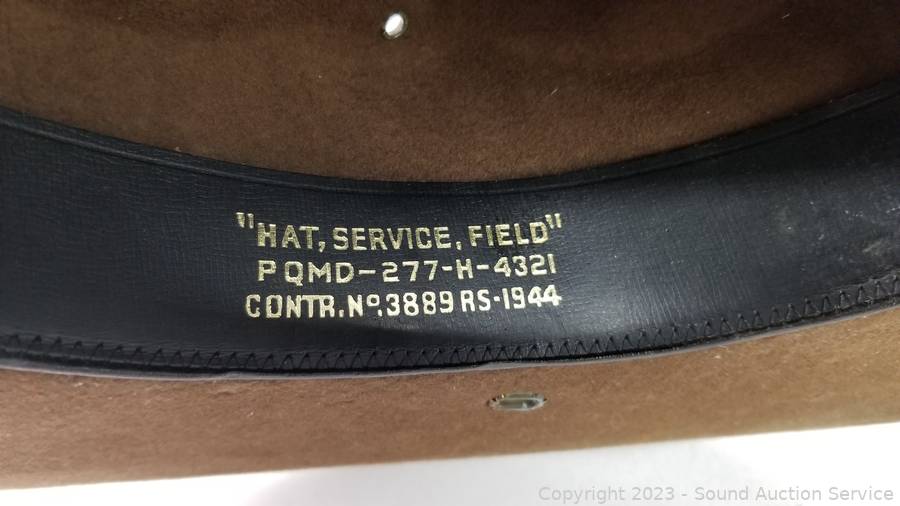 "HAT, SERVICE, FIELD"
PQMD-277-H-4321
CONTR. Nº. 3889 RS-1944
Copyright 2023 - Sound Auction Service